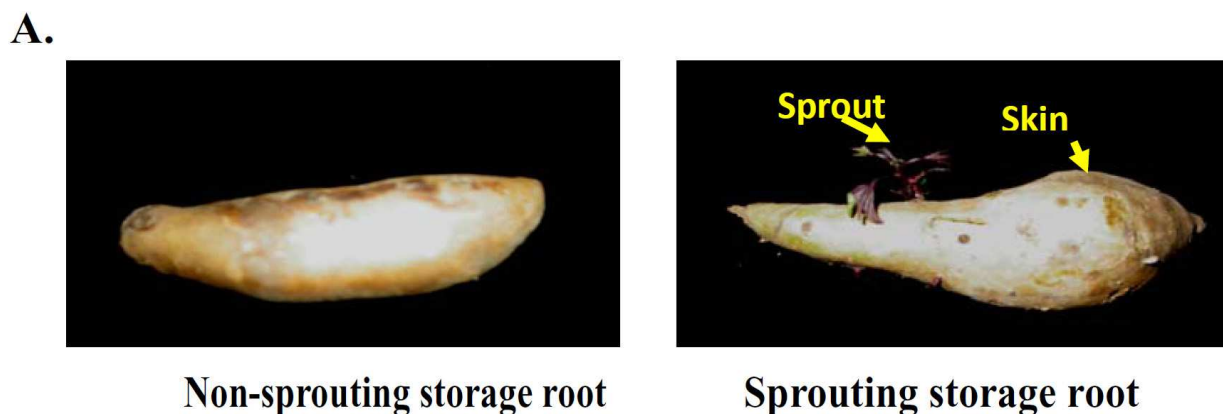 A.
Sprout
Skin
Non-sprouting storage root
Sprouting storage root